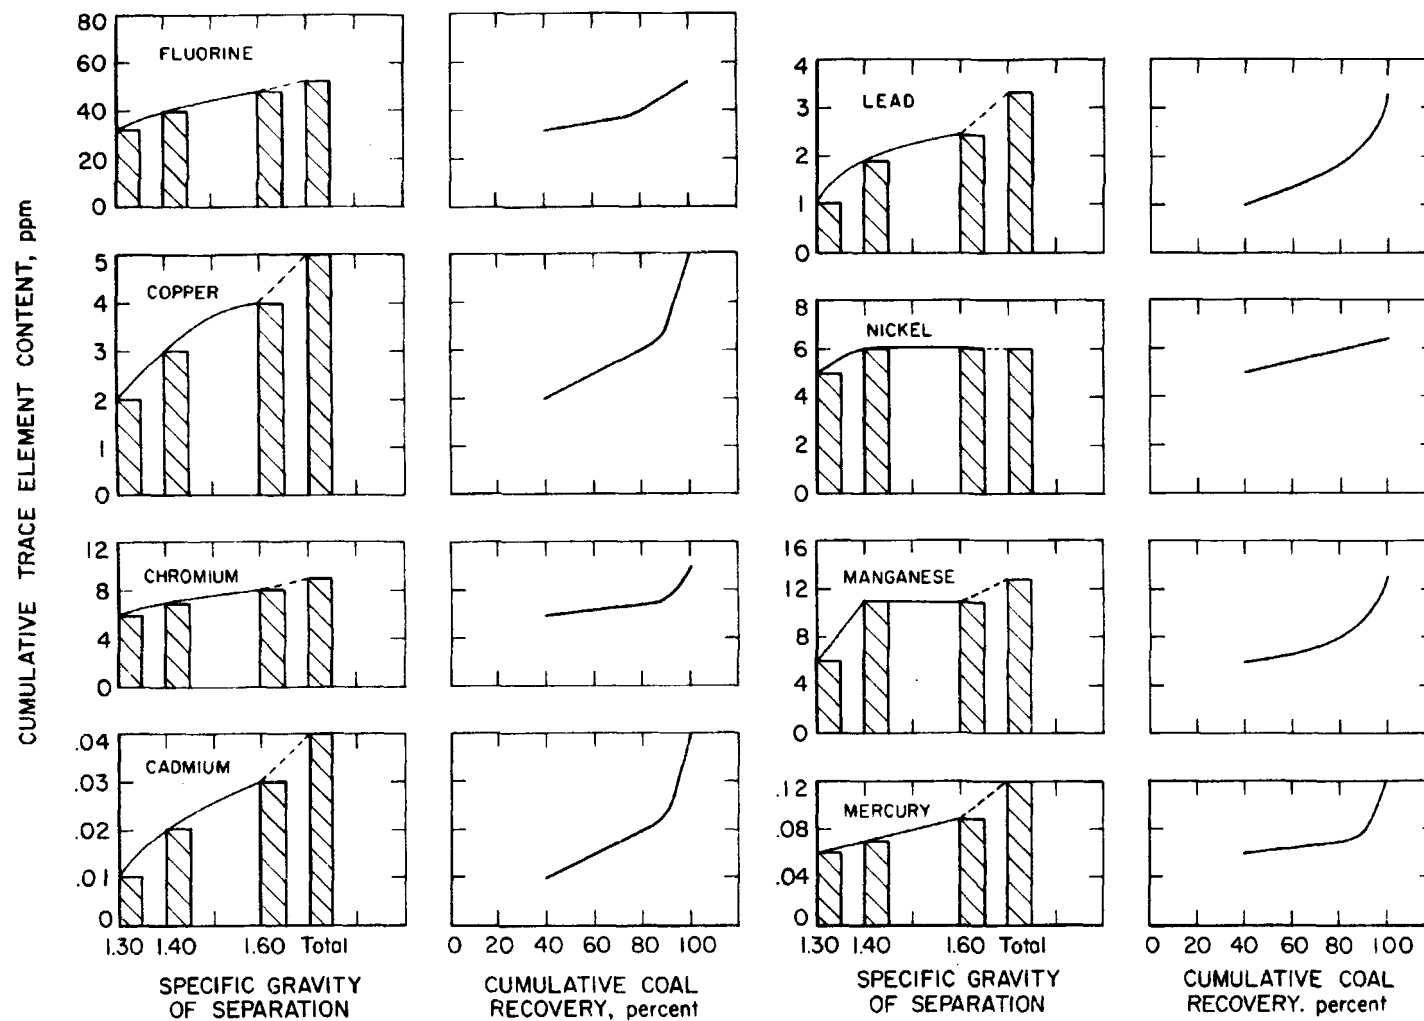 CUMULATIVE TRACE ELEMENT CONTENT, ppm
80
60
40
20
0
FLUORINE
5
4
3
2
1
0
COPPER
12
8
4
0
CHROMIUM
.04
.03
.02
.01
0
CADMIUM
1.30 1.40 1.60 Total
SPECIFIC GRAVITY
OF SEPARATION
0 20 40 60 80 100
CUMULATIVE COAL
RECOVERY, percent
4
3
2
1
0
LEAD
8
6
4
2
0
NICKEL
16
12
8
4
0
MANGANESE
.12
.08
.04
0
MERCURY
1.30 1.40 1.60 Total
SPECIFIC GRAVITY
OF SEPARATION
0 20 40 60 80 100
CUMULATIVE COAL
RECOVERY. percent